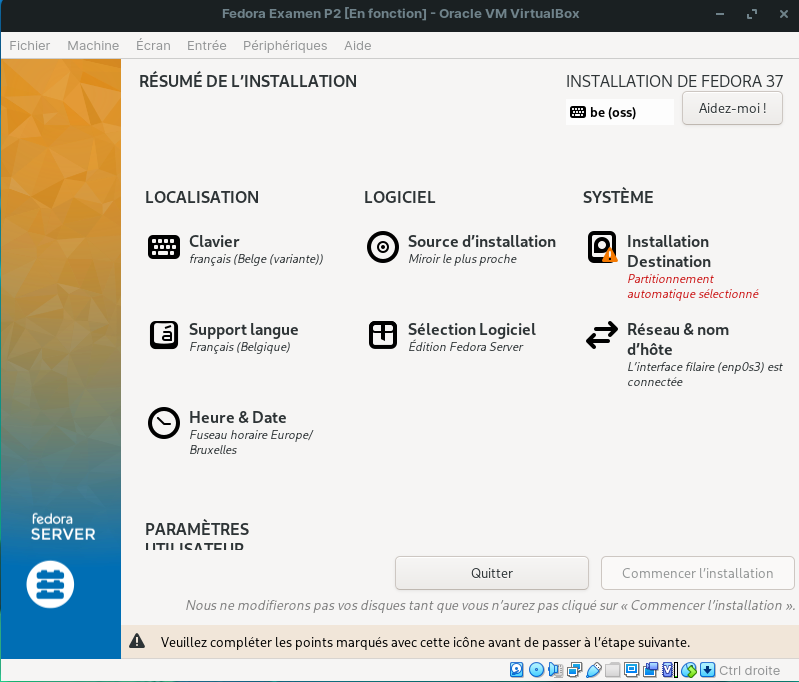 Fedora Examen P2 [En fonction] - Oracle VM VirtualBox
Fichier Machine Écran Entrée Périphériques Aide
RÉSUMÉ DE L’INSTALLATION
INSTALLATION DE FEDORA 37
be (oss)
Aidez-moi !
LOCALISATION
LOGICIEL
SYSTÈME
Clavier
français (Belge (variante))
Source d’installation
Miroir le plus proche
Installation
Destination
Partitionnement
automatique sélectionné
Support langue
Français (Belgique)
Sélection Logiciel
Édition Fedora Server
Réseau & nom
d’hôte
L’interface filaire (enp0s3) est
connectée
Heure & Date
Fuseau horaire Europe/
Bruxelles
fedora
SERVER
PARAMÈTRES
UTILISATEUR
Quitter
Commencer l’installation
Nous ne modifierons pas vos disques tant que vous n’aurez pas cliqué sur « Commencer l’installation ».
Veuillez compléter les points marqués avec cette icône avant de passer à l’étape suivante.
Ctrl droite